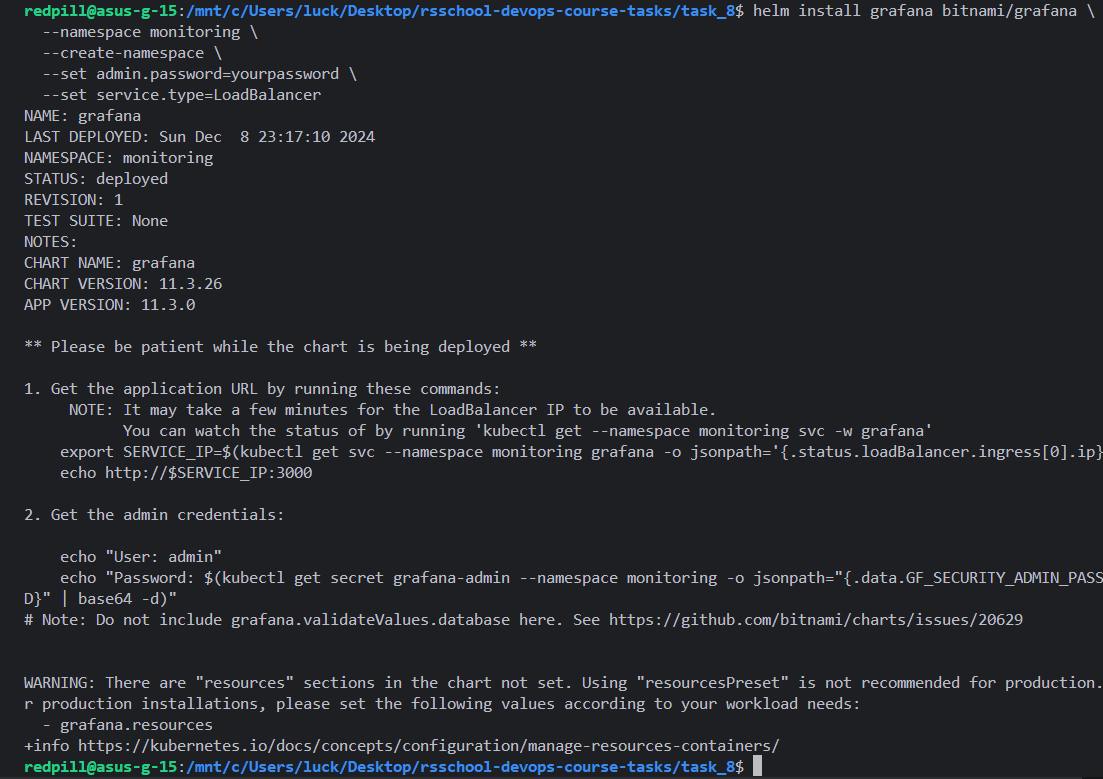 redpill@asus-g-15:/mnt/c/Users/luck/Desktop/rsschool-devops-course-tasks/task_8$ helm install grafana bitnami/grafana \
  --namespace monitoring \
  --create-namespace \
  --set admin.password=yourpassword \
  --set service.type=LoadBalancer
NAME: grafana
LAST DEPLOYED: Sun Dec  8 23:17:10 2024
NAMESPACE: monitoring
STATUS: deployed
REVISION: 1
TEST SUITE: None
NOTES:
CHART NAME: grafana
CHART VERSION: 11.3.26
APP VERSION: 11.3.0

** Please be patient while the chart is being deployed **

1. Get the application URL by running these commands:
     NOTE: It may take a few minutes for the LoadBalancer IP to be available.
           You can watch the status of by running 'kubectl get --namespace monitoring svc -w grafana'
    export SERVICE_IP=$(kubectl get svc --namespace monitoring grafana -o jsonpath='{.status.loadBalancer.ingress[0].ip}
    echo http://$SERVICE_IP:3000

2. Get the admin credentials:

    echo "User: admin"
    echo "Password: $(kubectl get secret grafana-admin --namespace monitoring -o jsonpath="{.data.GF_SECURITY_ADMIN_PASS
D}" | base64 -d)"
# Note: Do not include grafana.validateValues.database here. See https://github.com/bitnami/charts/issues/20629


WARNING: There are "resources" sections in the chart not set. Using "resourcesPreset" is not recommended for production.
r production installations, please set the following values according to your workload needs:
  - grafana.resources
+info https://kubernetes.io/docs/concepts/configuration/manage-resources-containers/
redpill@asus-g-15:/mnt/c/Users/luck/Desktop/rsschool-devops-course-tasks/task_8$